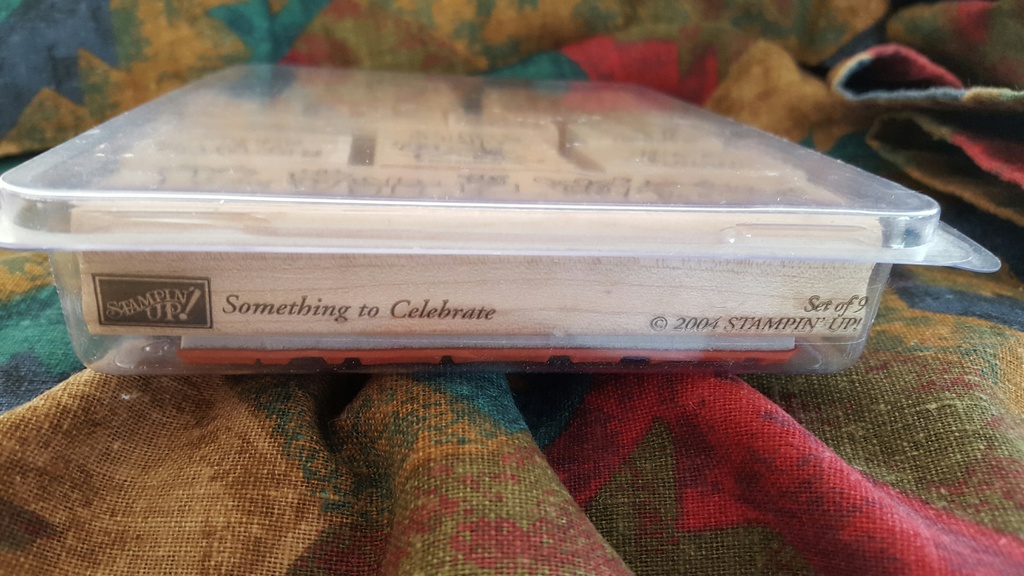 STAMPIN' UP!
Something to Celebrate
Set of 9
© 2004 STAMPIN' UP!